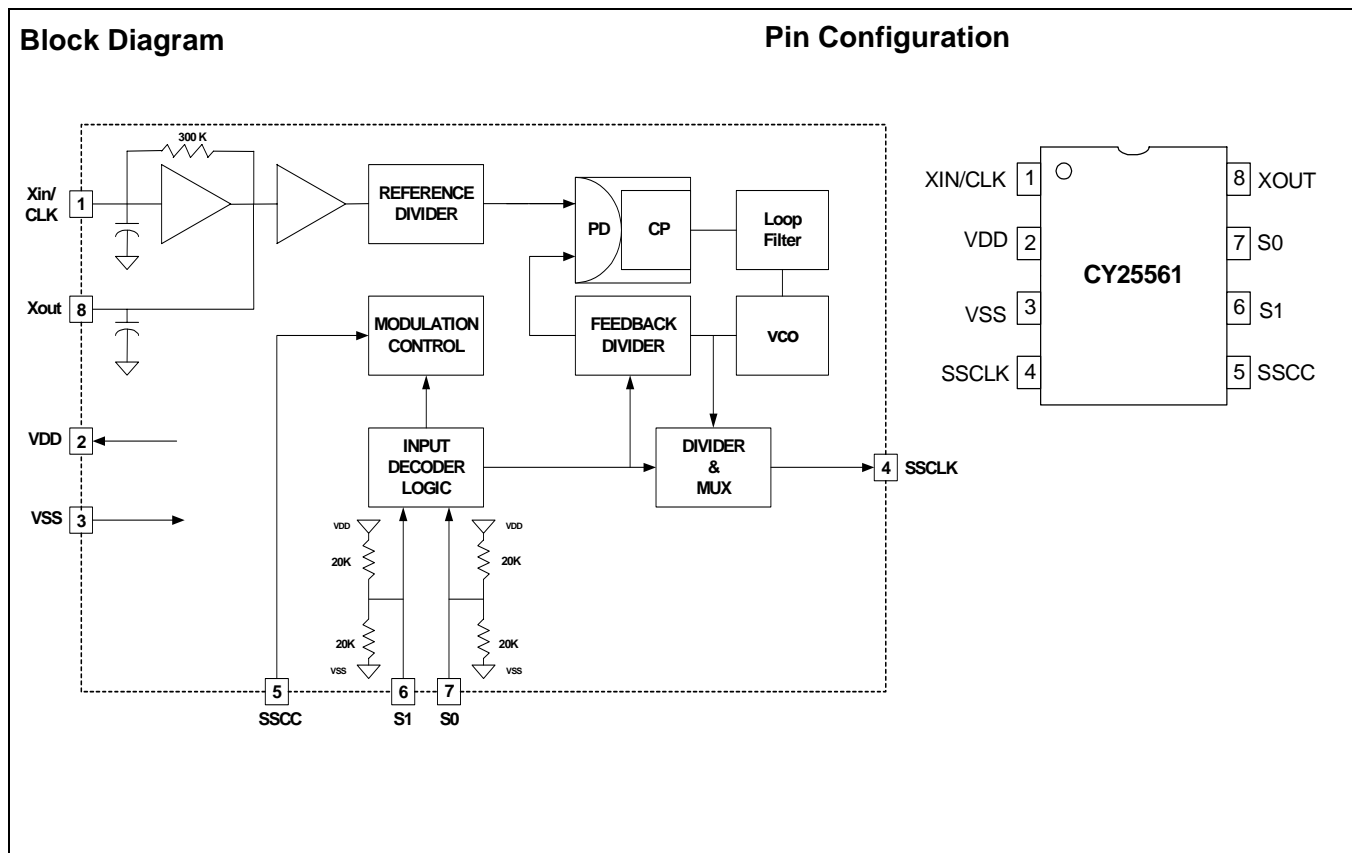 Block Diagram
Pin Configuration
300 K
Xin/
CLK
1
REFERENCE
DIVIDER
PD
CP
Loop
Filter
Xout
8
MODULATION
CONTROL
FEEDBACK
DIVIDER
VCO
VDD
2
INPUT
DECODER
LOGIC
DIVIDER
&
MUX
4
SSCLK
VSS
3
VDD
VDD
20K
20K
20K
20K
VSS
VSS
5
6
7
SSCC
S1
S0
XIN/CLK
1
8
XOUT
VDD
2
7
S0
CY25561
VSS
3
6
S1
SSCLK
4
5
SSCC